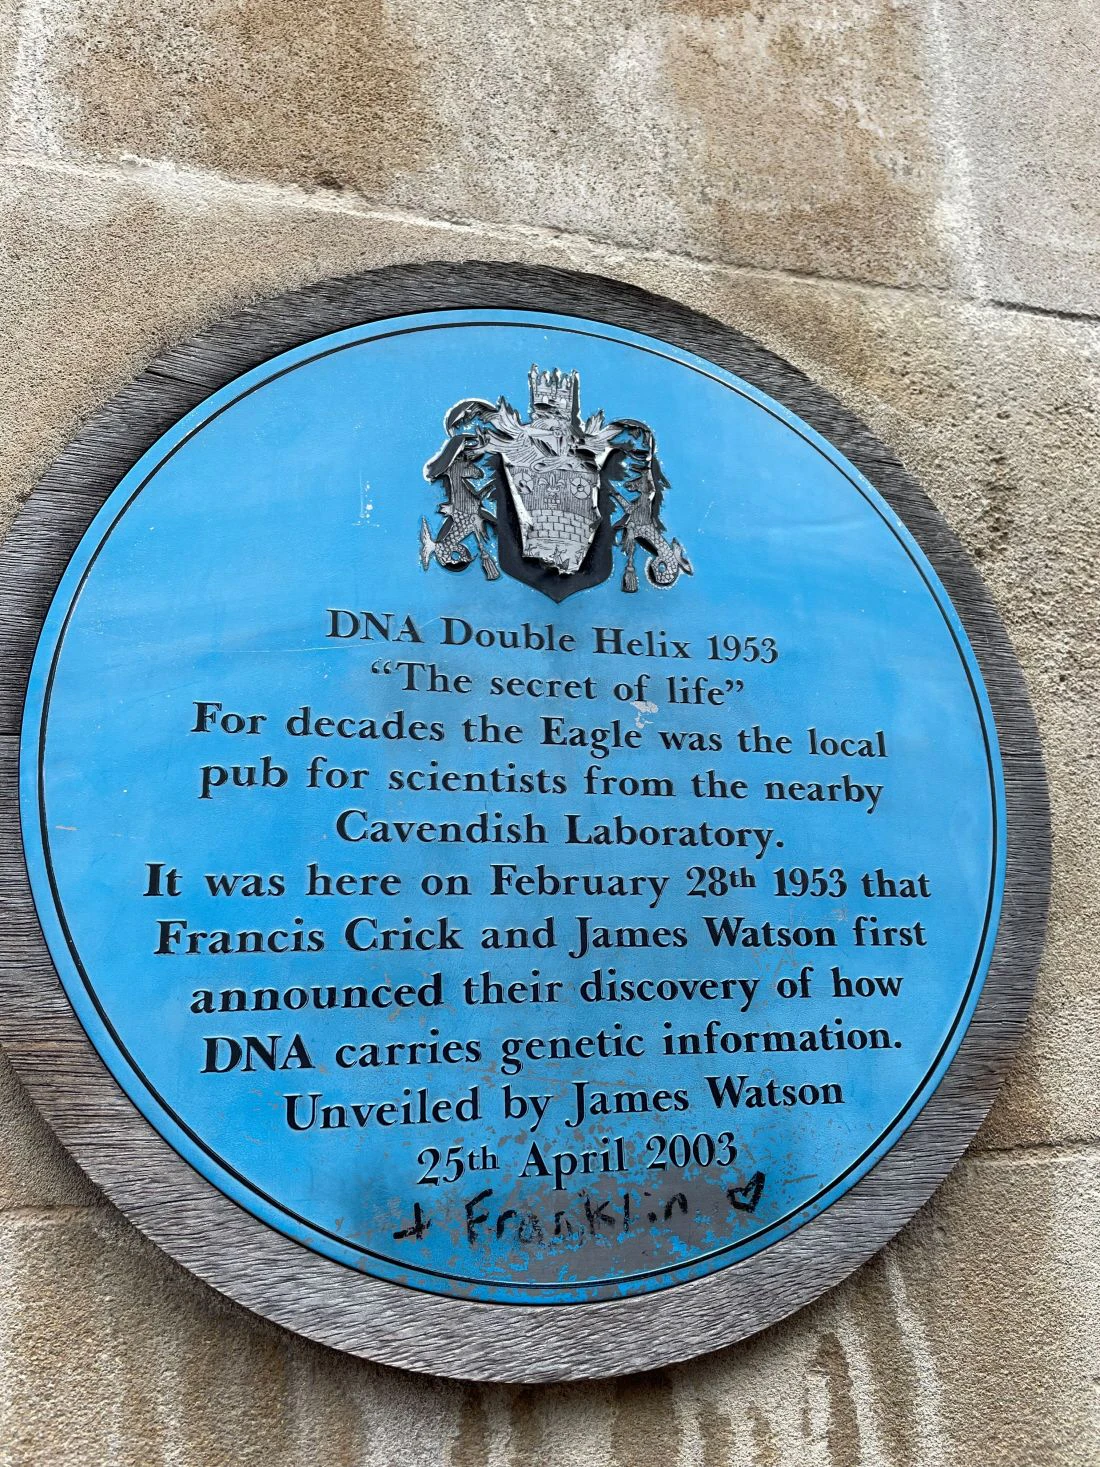 DNA Double Helix 1953
“The secret of life”
For decades the Eagle was the local
pub for scientists from the nearby
Cavendish Laboratory.
It was here on February 28th 1953 that
Francis Crick and James Watson first
announced their discovery of how
DNA carries genetic information.
Unveiled by James Watson
25th April 2003
+ Franklin ♡